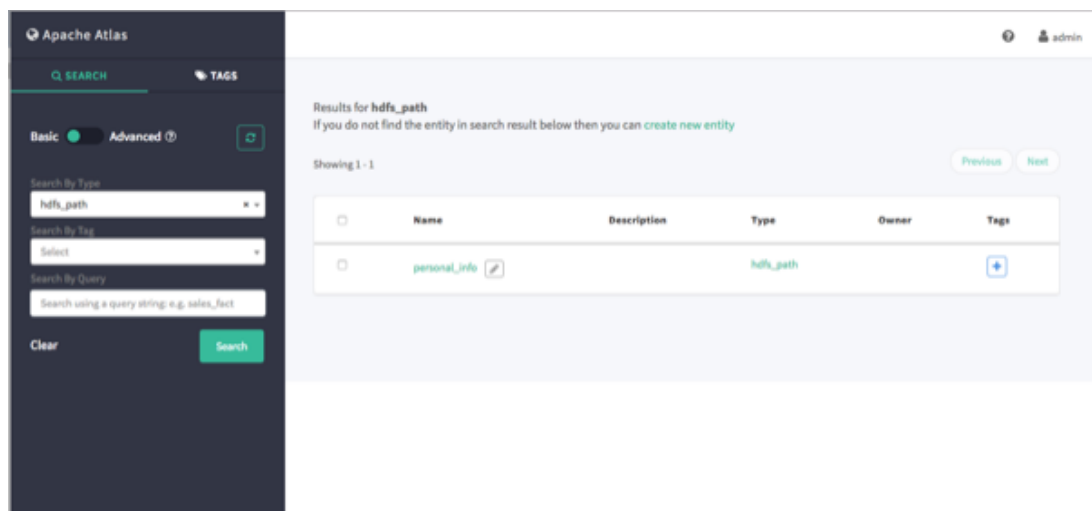 Apache Atlas
admin
SEARCH
TAGS
Basic
Advanced
Results for hdfs_path
If you do not find the entity in search result below then you can create new entity
Showing 1 - 1
Previous
Next
Search By Type
hdfs_path
Search By Tag
Select
Search By Query
Search using a query string: e.g. sales_fact
Clear
Search
Name Description Type Owner Tags
personal_info hdfs_path